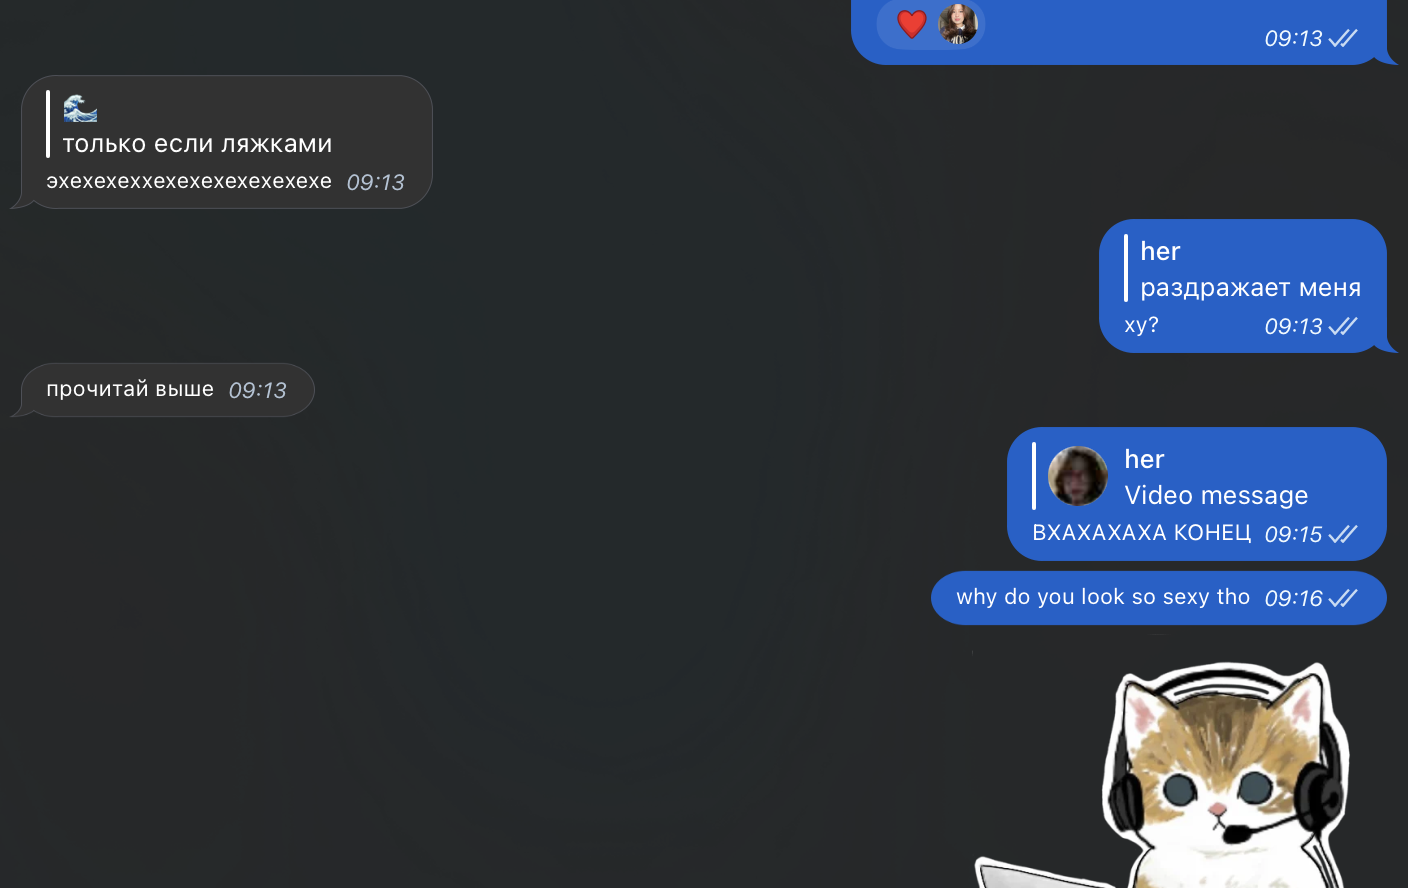 09:13
только если ляжками
эхехехеххехехехехехехехе 09:13
her
раздражает меня
ху? 09:13
прочитай выше 09:13
her
Video message
ВХАХАХАХА КОНЕЦ 09:15
why do you look so sexy tho 09:16